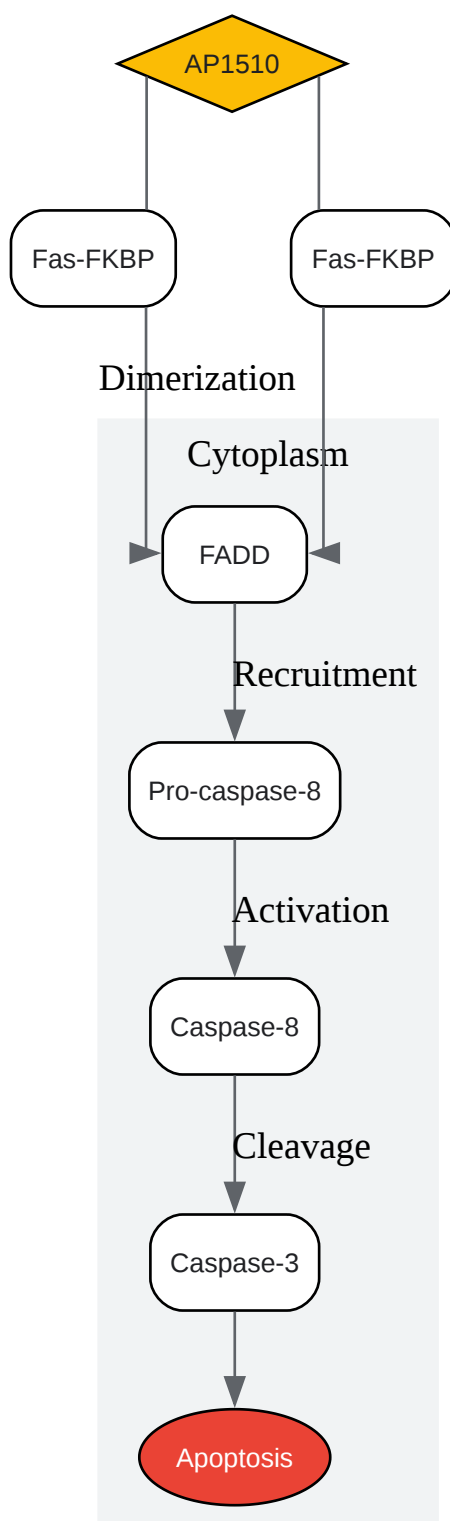 AP1510
Fas-FKBP
Fas-FKBP
Dimerization
Cytoplasm
FADD
Recruitment
Pro-caspase-8
Activation
Caspase-8
Cleavage
Caspase-3
Apoptosis